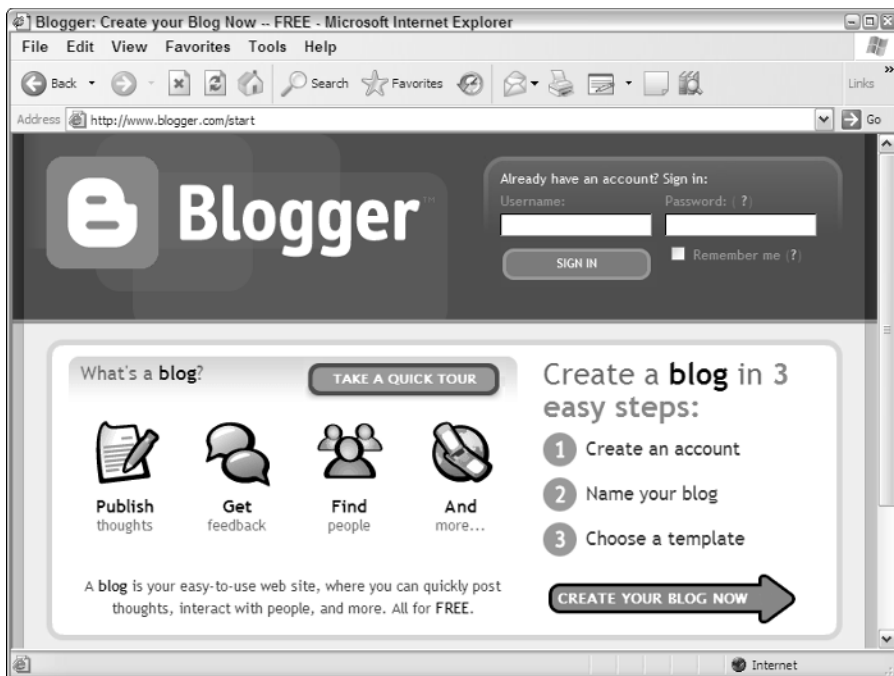 Blogger: Create your Blog Now -- FREE - Microsoft Internet Explorer
File Edit View Favorites Tools Help
Back Search Favorites Links »
Address http://www.blogger.com/start Go
Blogger™
Already have an account? Sign in:
Username: Password: (?)
SIGN IN Remember me (?)
What's a blog? TAKE A QUICK TOUR
Publish Get Find And
thoughts feedback people more...
A blog is your easy-to-use web site, where you can quickly post
thoughts, interact with people, and more. All for FREE.
Create a blog in 3
easy steps:
1 Create an account
2 Name your blog
3 Choose a template
CREATE YOUR BLOG NOW
Internet